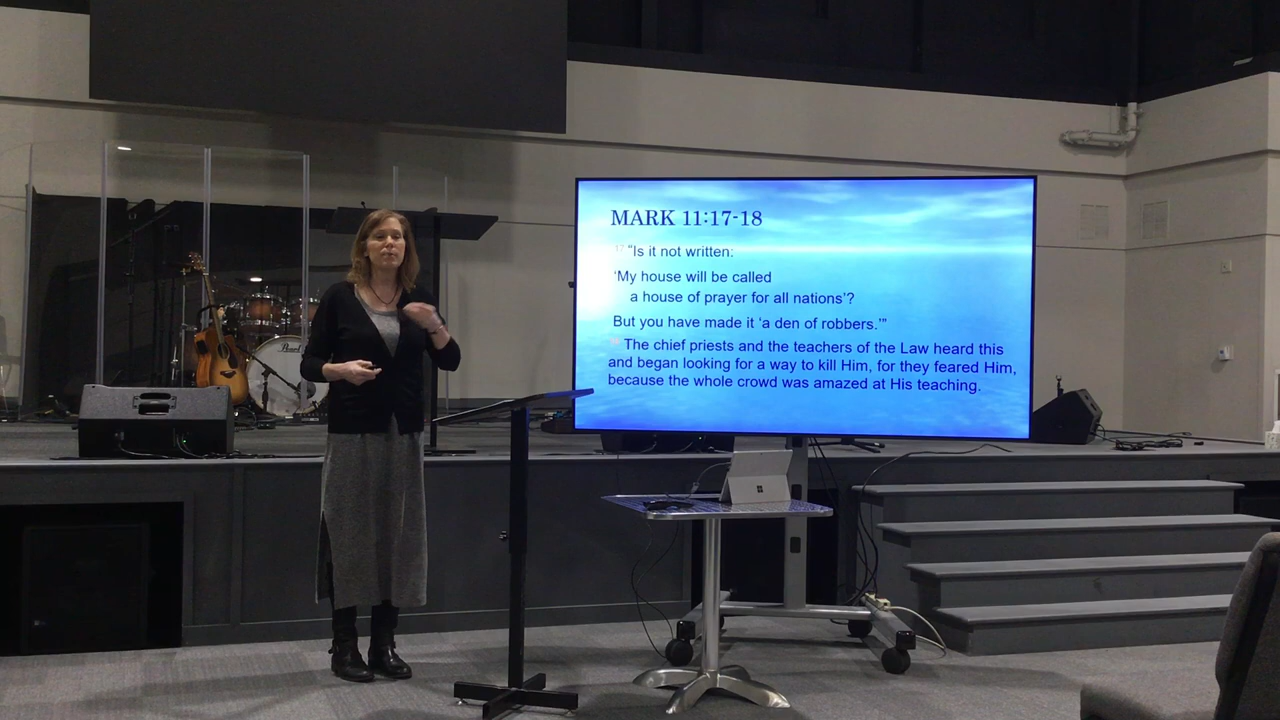 MARK 11:17-18
17 "Is it not written:
'My house will be called
a house of prayer for all nations'?
But you have made it 'a den of robbers.'"
The chief priests and the teachers of the Law heard this
and began looking for a way to kill Him, for they feared Him,
because the whole crowd was amazed at His teaching.
Pearl